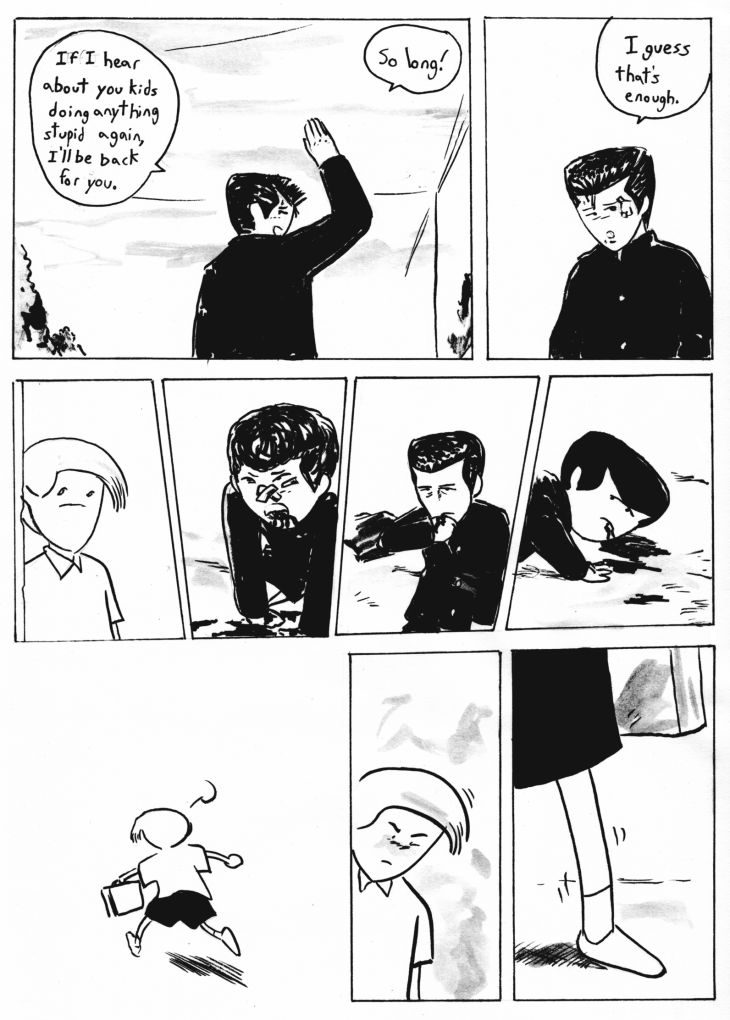 I guess
that's
enough.
So long!
If I hear
about you kids
doing anything
stupid again,
I'll be back
for you.